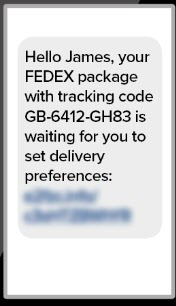 Hello James, your
FEDEX package
with tracking code
GB-6412-GH83 is
waiting for you to
set delivery
preferences: